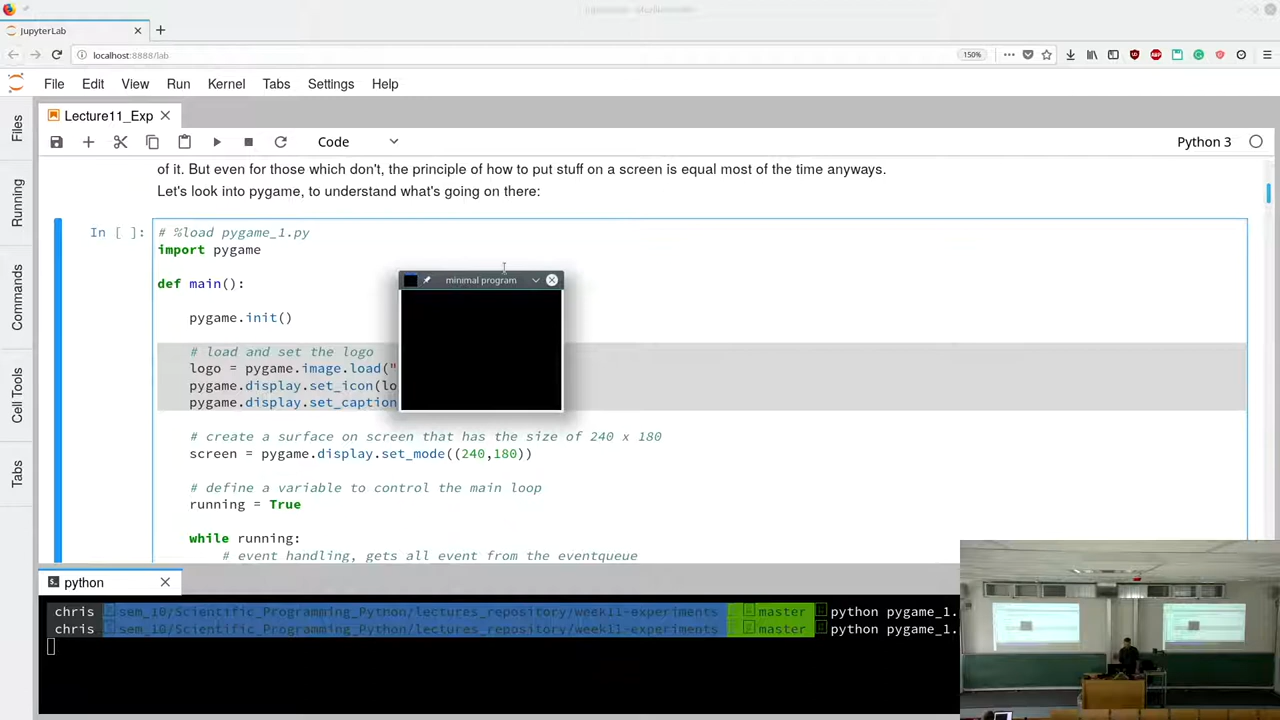 JupyterLab
localhost:8888/lab
150%
File Edit View Run Kernel Tabs Settings Help
Lecture11_Exp
Code
Python 3
Files
Running
Commands
Cell Tools
Tabs
of it. But even for those which don't, the principle of how to put stuff on a screen is equal most of the time anyways.
Let's look into pygame, to understand what's going on there:
In [ ]:
# %load pygame_1.py
import pygame
def main():
pygame.init()
# load and set the logo
logo = pygame.image.load("
pygame.display.set_icon(lo
pygame.display.set_caption
minimal program
# create a surface on screen that has the size of 240 x 180
screen = pygame.display.set_mode((240,180))
# define a variable to control the main loop
running = True
while running:
# event handling, gets all event from the eventqueue
python
chris sem_10/Scientific_Programming_Python/lectures_repository/week11-experiments master python pygame_1.
chris sem_10/Scientific_Programming_Python/lectures_repository/week11-experiments master python pygame_1.